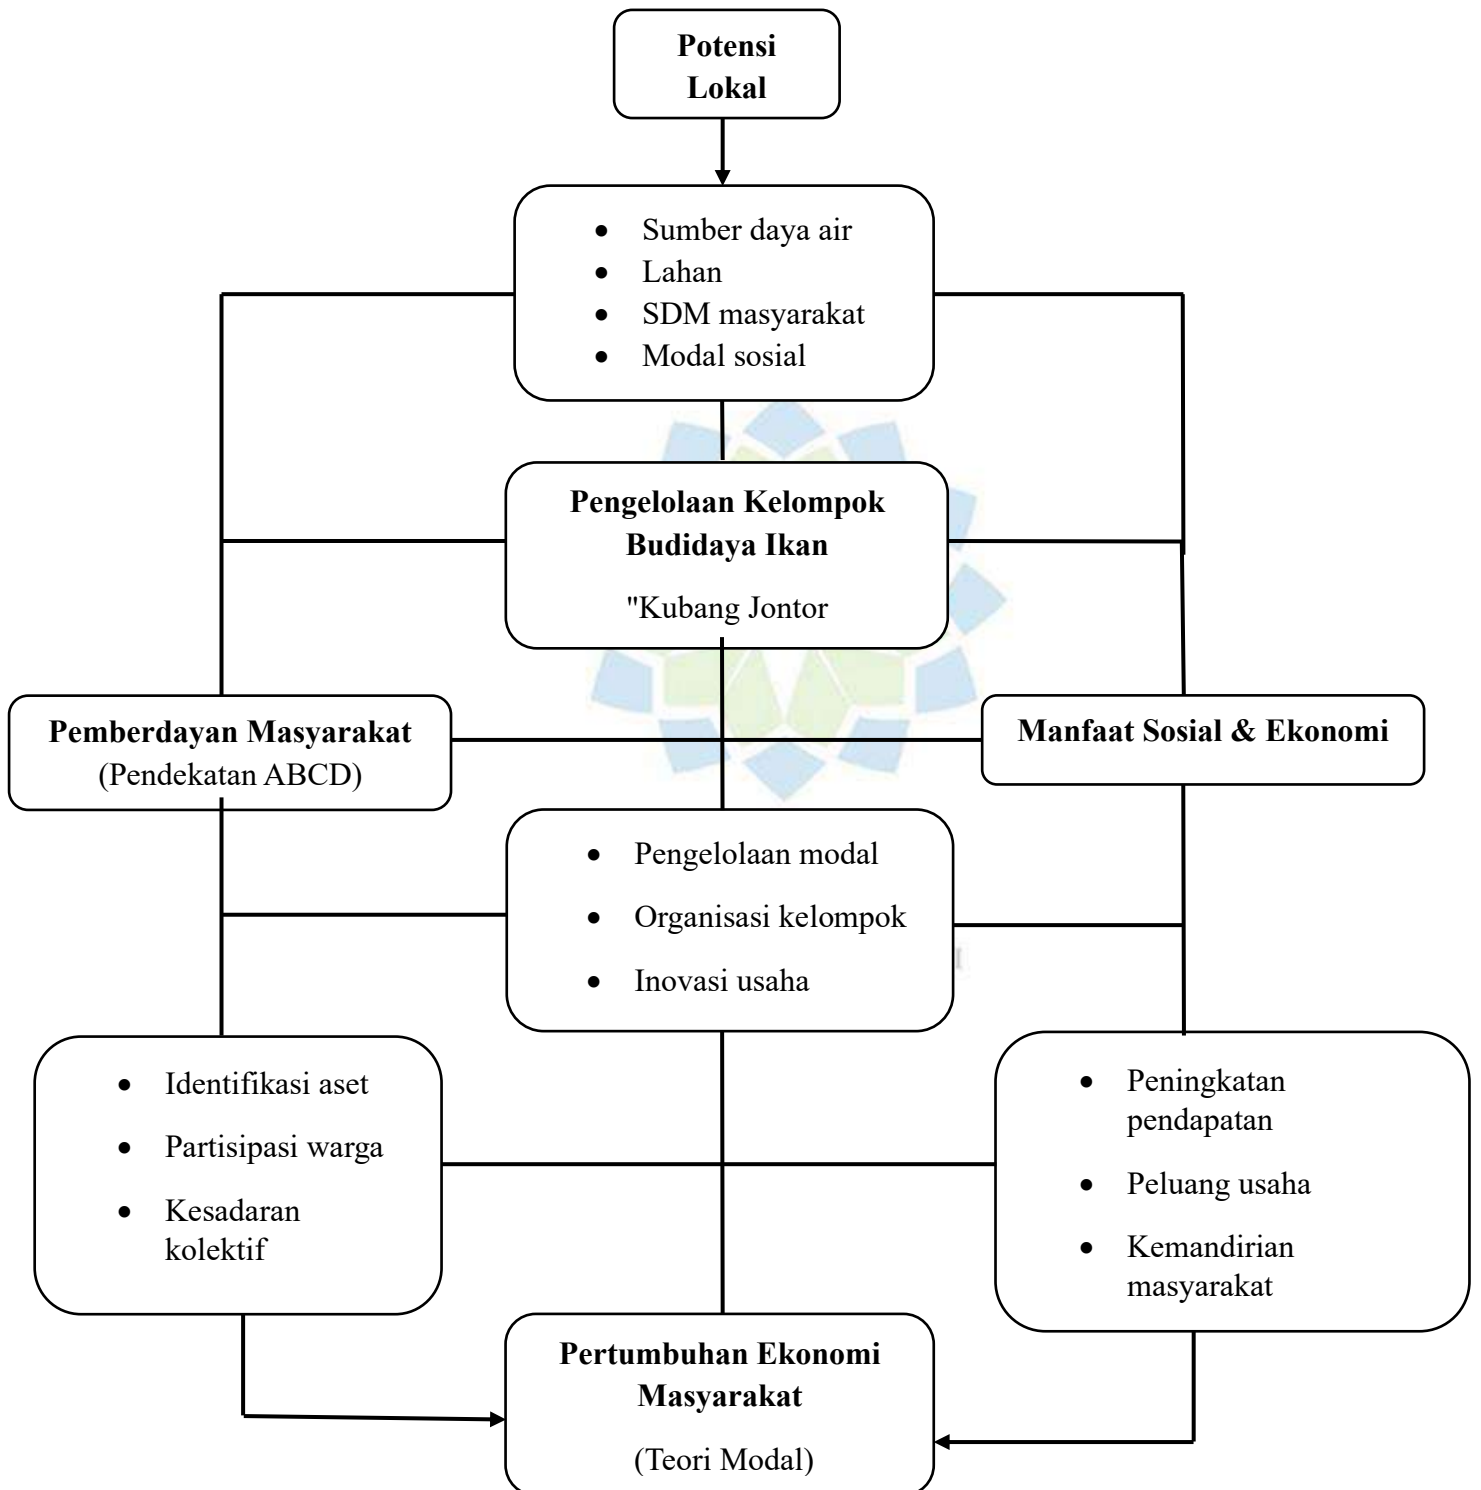 Potensi
Lokal
• Sumber daya air
• Lahan
• SDM masyarakat
• Modal sosial
Pengelolaan Kelompok
Budidaya Ikan
"Kubang Jontor
Pemberdayan Masyarakat
(Pendekatan ABCD)
Manfaat Sosial & Ekonomi
• Pengelolaan modal
• Organisasi kelompok
• Inovasi usaha
• Identifikasi aset
• Partisipasi warga
• Kesadaran
kolektif
• Peningkatan
pendapatan
• Peluang usaha
• Kemandirian
masyarakat
Pertumbuhan Ekonomi
Masyarakat
(Teori Modal)